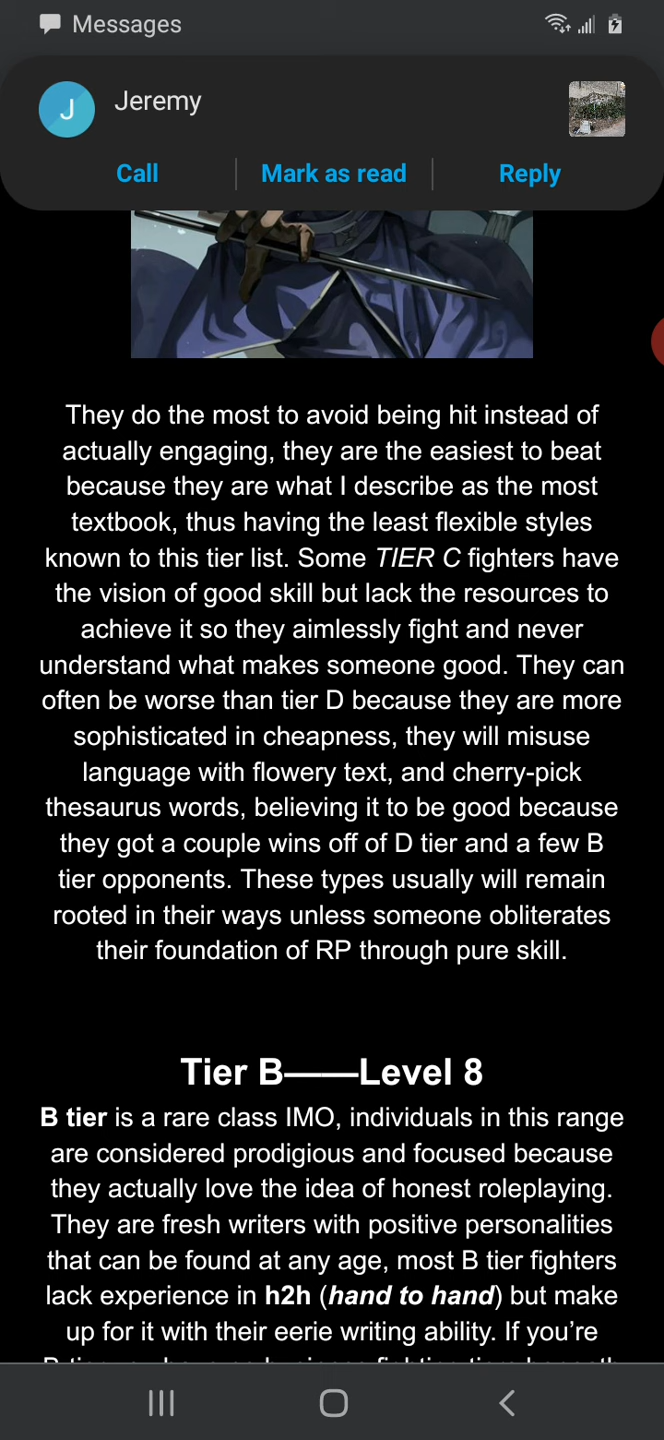 Messages
J
Jeremy
Call
Mark as read
Reply
They do the most to avoid being hit instead of
actually engaging, they are the easiest to beat
because they are what I describe as the most
textbook, thus having the least flexible styles
known to this tier list. Some TIER C fighters have
the vision of good skill but lack the resources to
achieve it so they aimlessly fight and never
understand what makes someone good. They can
often be worse than tier D because they are more
sophisticated in cheapness, they will misuse
language with flowery text, and cherry-pick
thesaurus words, believing it to be good because
they got a couple wins off of D tier and a few B
tier opponents. These types usually will remain
rooted in their ways unless someone obliterates
their foundation of RP through pure skill.
Tier B——Level 8
B tier is a rare class IMO, individuals in this range
are considered prodigious and focused because
they actually love the idea of honest roleplaying.
They are fresh writers with positive personalities
that can be found at any age, most B tier fighters
lack experience in h2h (hand to hand) but make
up for it with their eerie writing ability. If you’re